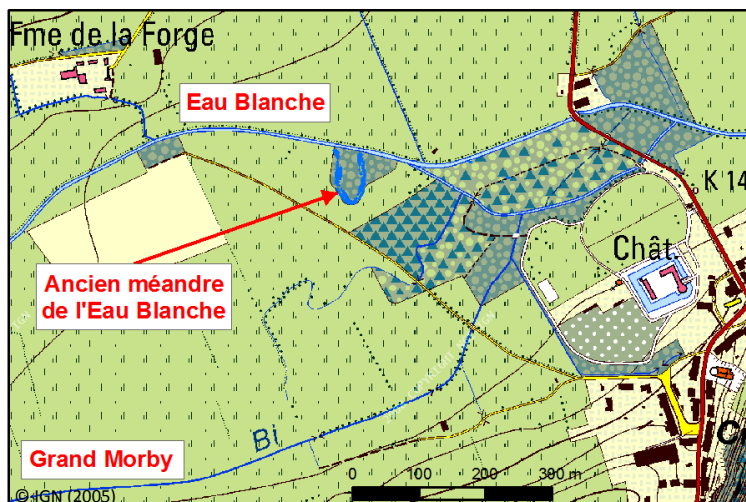 Fme de la Forge
Eau Blanche
K 14
Chât.
Ancien méandre
de l'Eau Blanche
Bi
C
Grand Morby
0 100 200 300 m
© IGN (2005)